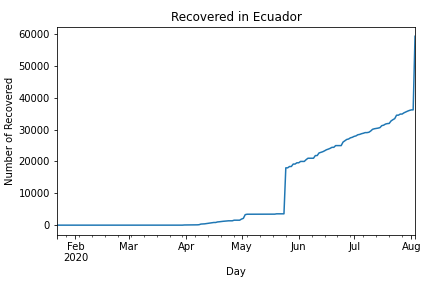 Recovered in Ecuador
Number of Recovered
60000
50000
40000
30000
20000
10000
0
Feb
2020
Mar
Apr
May
Jun
Jul
Aug
Day